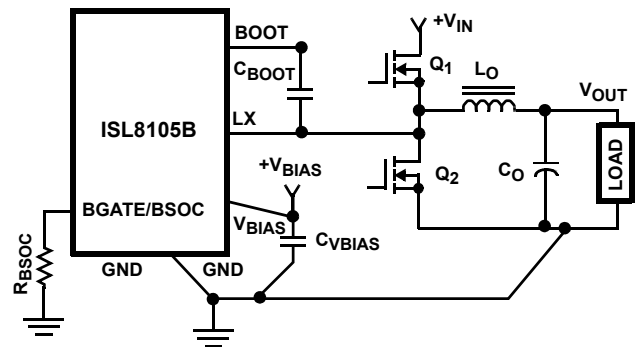 +VIN
BOOT
Q1
CBOOT
LO
VOUT
ISL8105B
LX
+VBIAS
Q2
CO
LOAD
BGATE/BSOC
VBIAS
CVBIAS
RBSOC
GND
GND